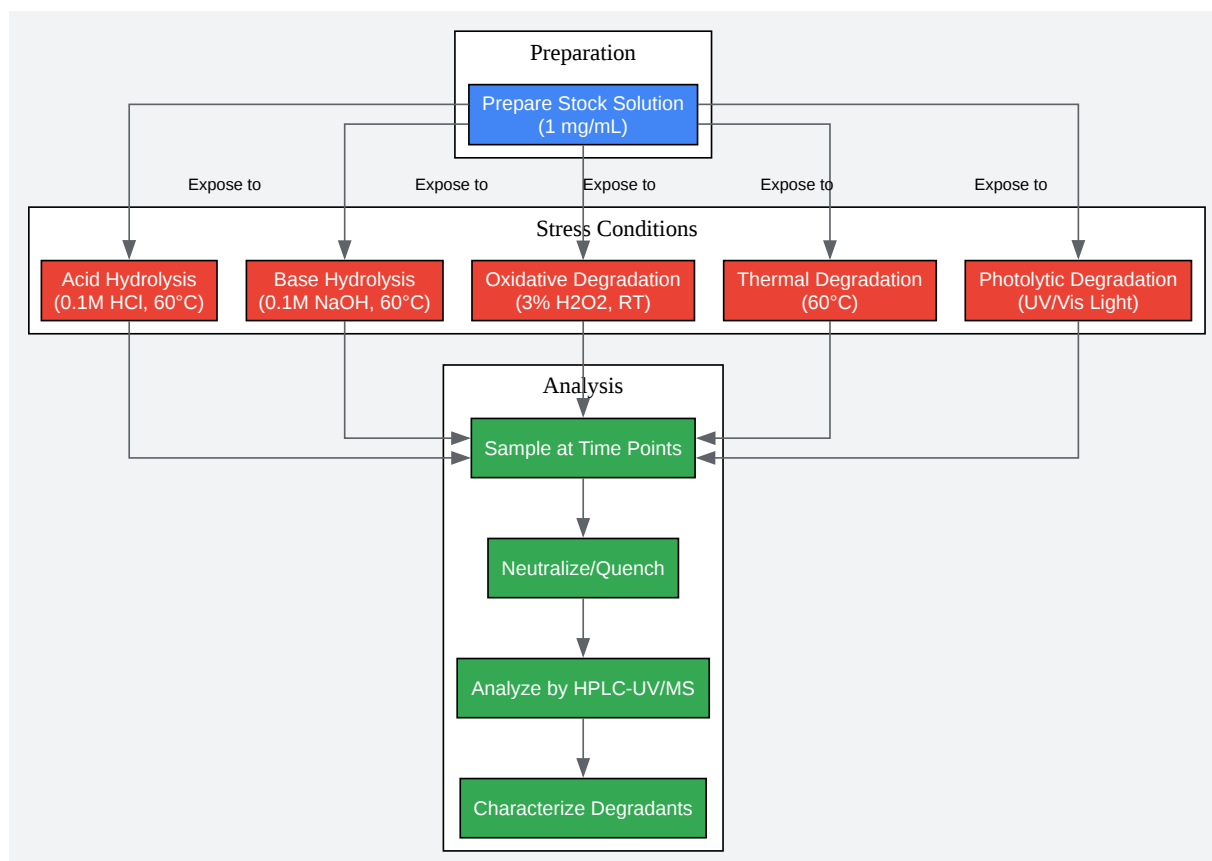 Preparation
Prepare Stock Solution
(1 mg/mL)
Expose to
Expose to
Expose to
Expose to
Expose to
Stress Conditions
Acid Hydrolysis
(0.1M HCl, 60°C)
Base Hydrolysis
(0.1M NaOH, 60°C)
Oxidative Degradation
(3% H2O2, RT)
Thermal Degradation
(60°C)
Photolytic Degradation
(UV/Vis Light)
Analysis
Sample at Time Points
Neutralize/Quench
Analyze by HPLC-UV/MS
Characterize Degradants